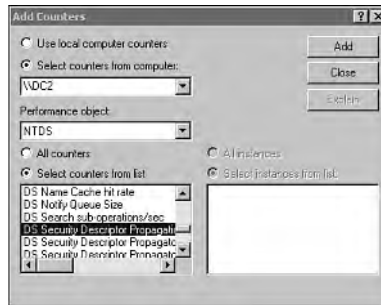 Add Counters
Use local computer counters
Select counters from computer:
\\DC2
Performance object:
NTDS
All counters
Select counters from list
DS Name Cache hit rate
DS Notify Queue Size
DS Search sub-operations/sec
DS Security Descriptor Propagati
DS Security Descriptor Propagato
DS Security Descriptor Propagato
All instances
Select instances from list:
Add
Close
Explain